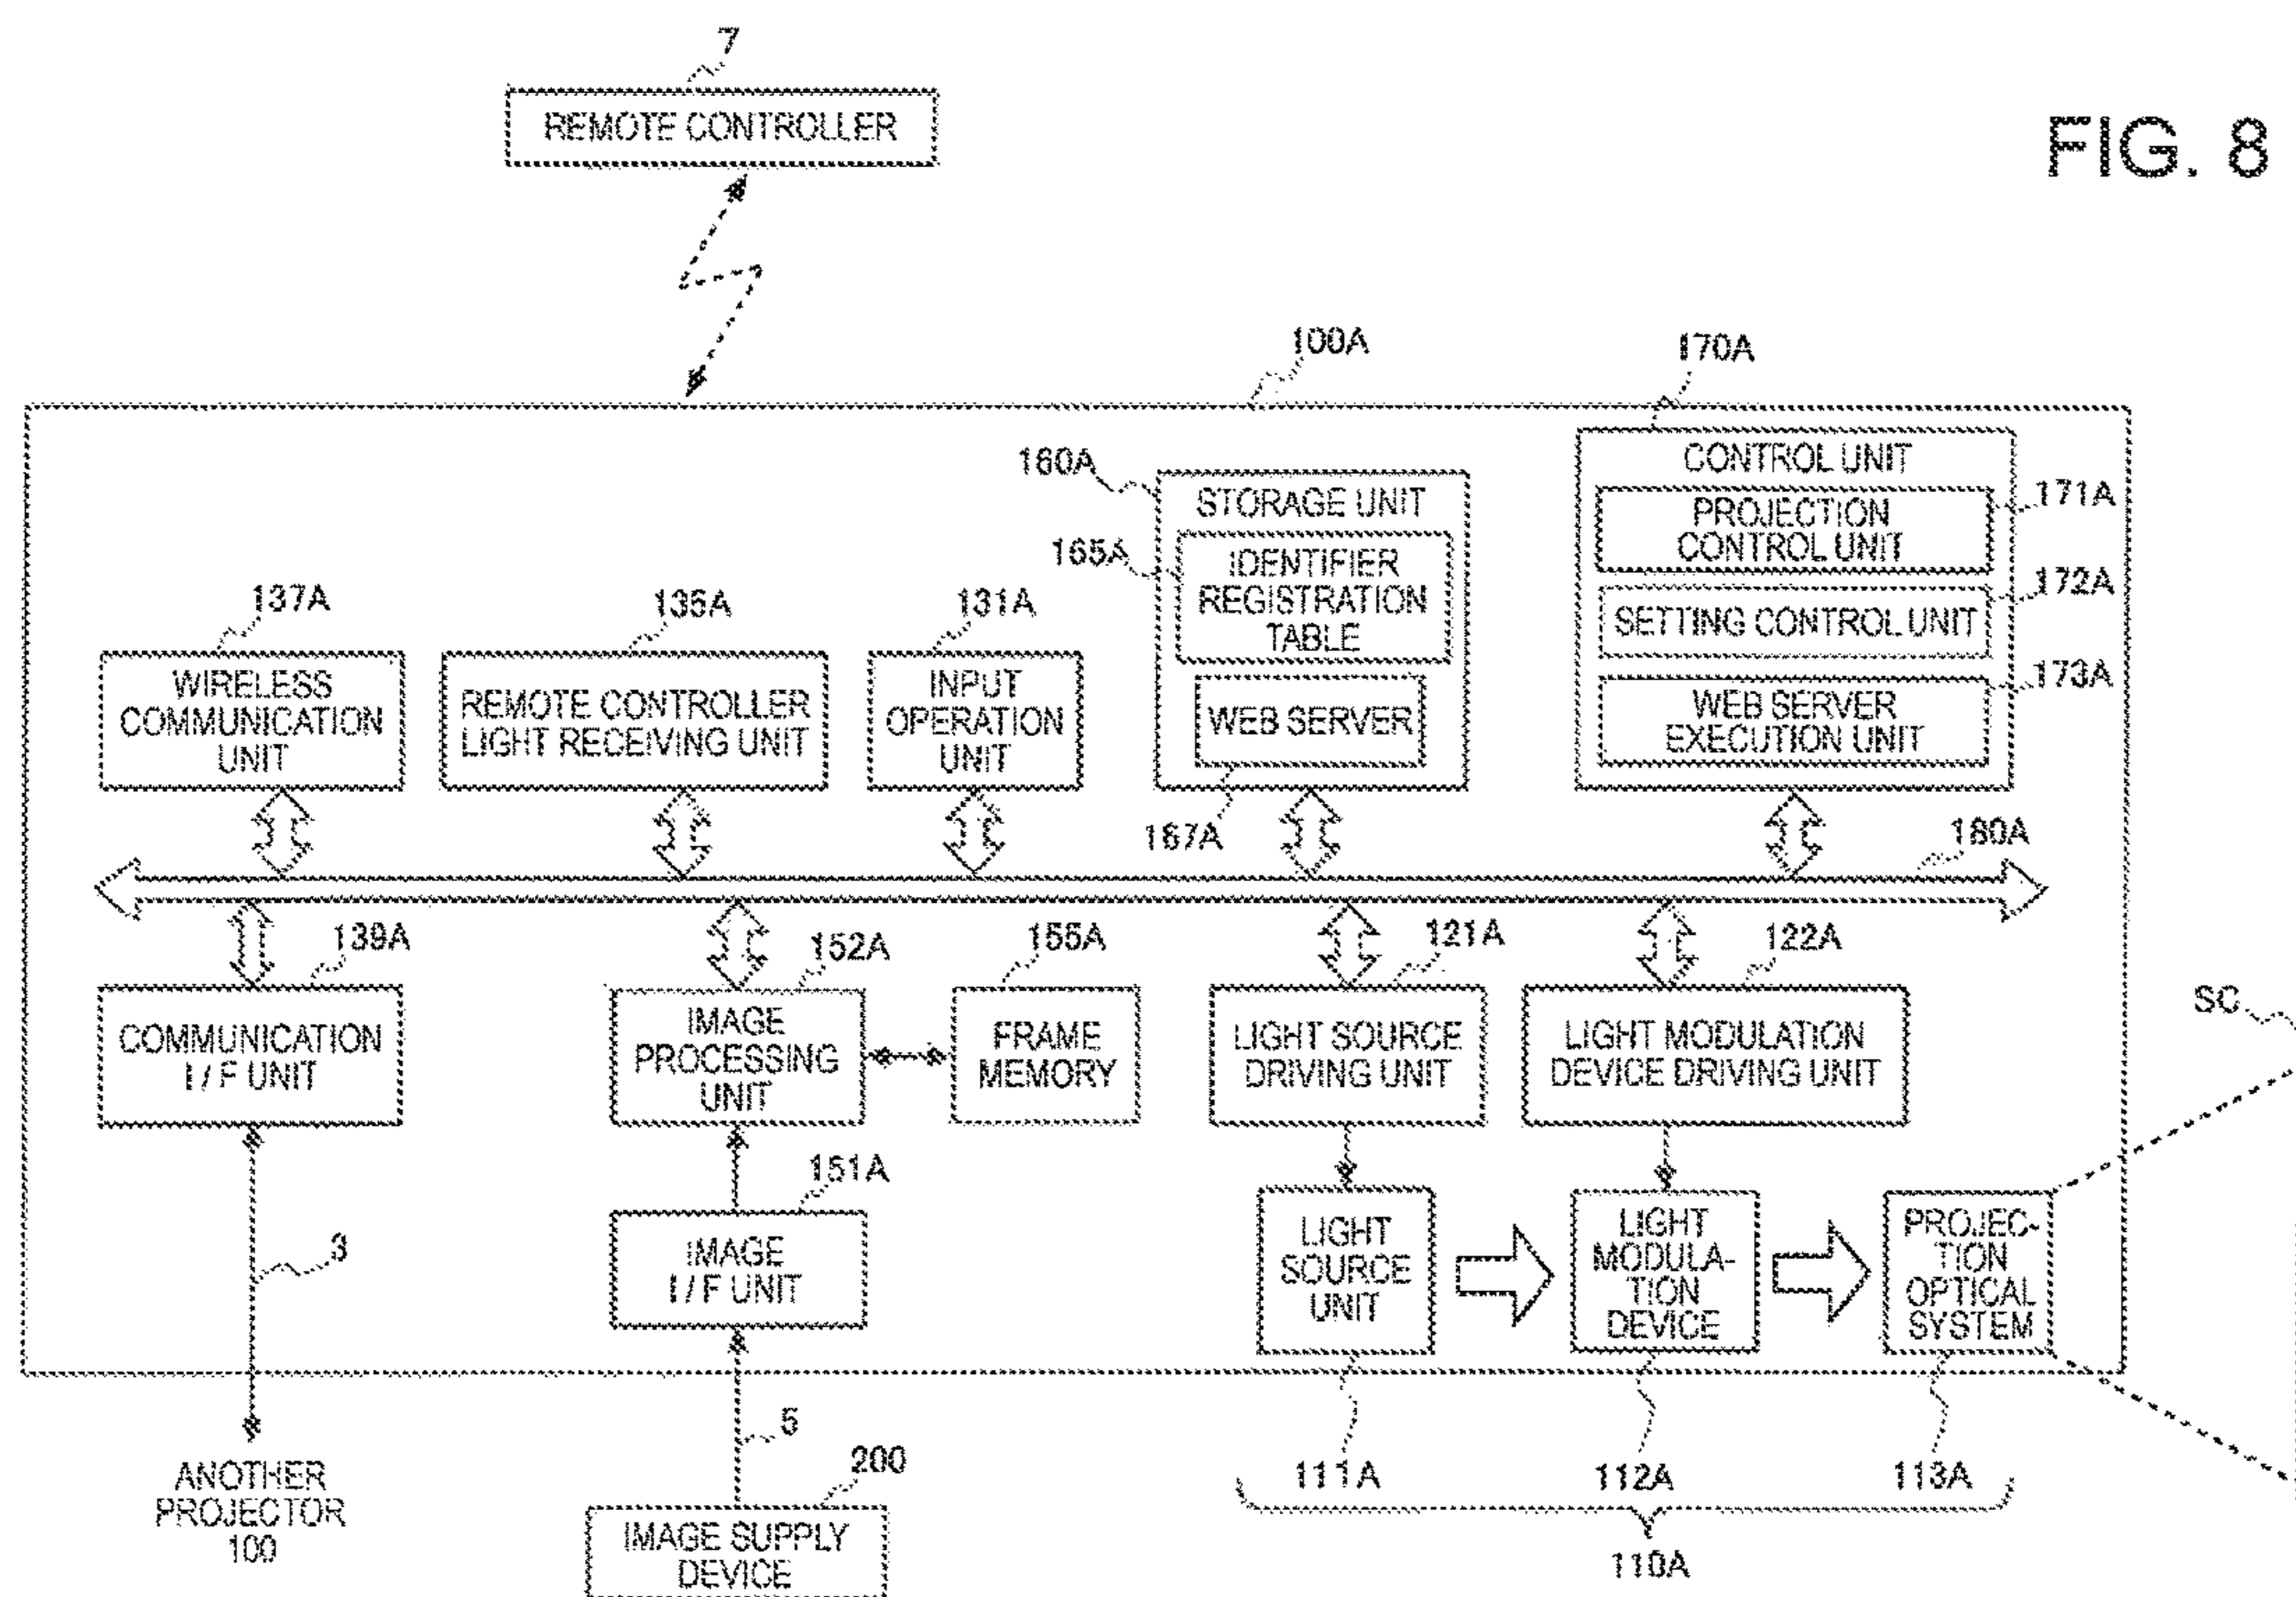 FIG. 8
7
REMOTE CONTROLLER
100A
170A
160A
STORAGE UNIT
165A
IDENTIFIER
REGISTRATION
TABLE
WEB SERVER
167A
CONTROL UNIT
PROJECTION
CONTROL UNIT
171A
SETTING CONTROL UNIT
172A
WEB SERVER
EXECUTION UNIT
173A
137A
WIRELESS
COMMUNICATION
UNIT
135A
REMOTE CONTROLLER
LIGHT RECEIVING UNIT
131A
INPUT
OPERATION
UNIT
180A
139A
COMMUNICATION
I / F UNIT
152A
IMAGE
PROCESSING
UNIT
155A
FRAME
MEMORY
121A
LIGHT SOURCE
DRIVING UNIT
122A
LIGHT MODULATION
DEVICE DRIVING UNIT
SC
151A
IMAGE
I / F UNIT
LIGHT
SOURCE
UNIT
LIGHT
MODULA-
TION
DEVICE
PROJEC-
TION
OPTICAL
SYSTEM
3
5
ANOTHER
PROJECTOR
100
200
IMAGE SUPPLY
DEVICE
111A
112A
113A
110A